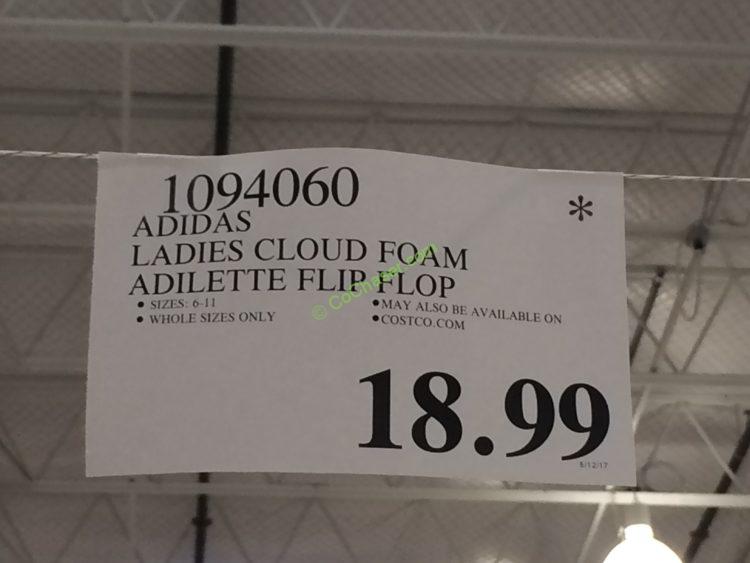 1094060
*
ADIDAS
LADIES CLOUD FOAM
ADILETTE FLIP FLOP
• SIZES: 6-11
• WHOLE SIZES ONLY
•MAY ALSO BE AVAILABLE ON
•COSTCO.COM
© CoChaser.com
18.99
5/12/17